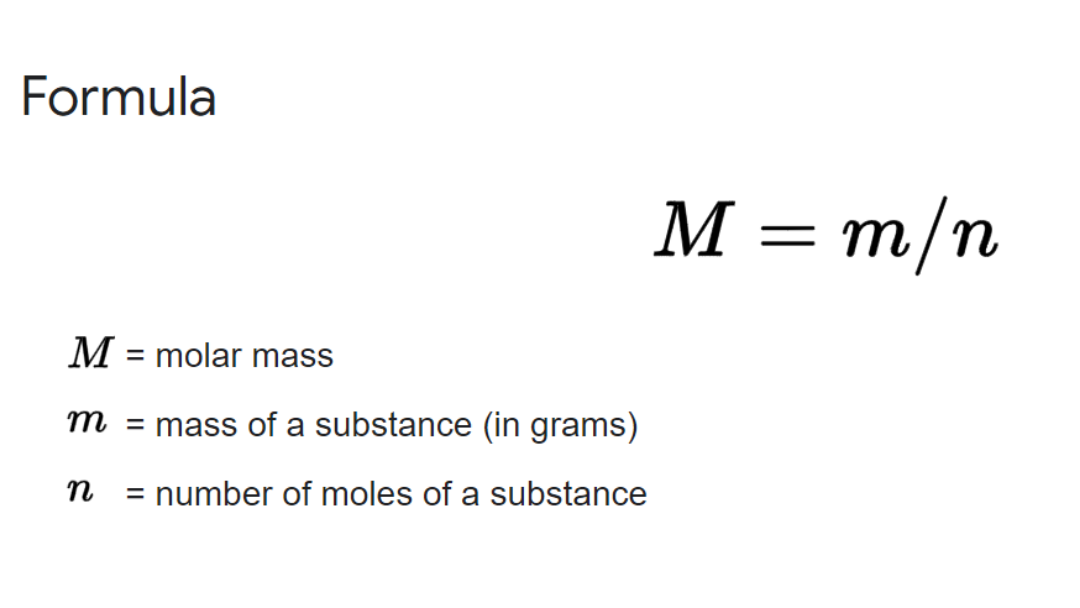 Formula
M = m/n
M = molar mass
m = mass of a substance (in grams)
n = number of moles of a substance